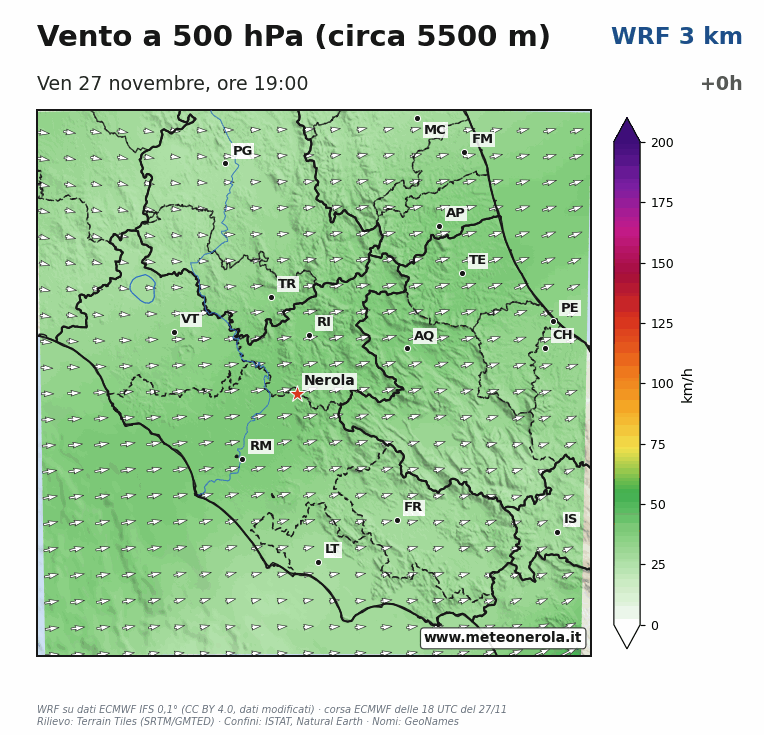 Vento a 500 hPa (circa 5500 m)
WRF 3 km
Ven 27 novembre, ore 19:00
+0h
MC
FM
PG
AP
TE
TR
PE
VT
RI
AQ
CH
Nerola
RM
FR
IS
LT
www.meteonerola.it
200
175
150
125
100
75
50
25
0
km/h
WRF su dati ECMWF IFS 0,1° (CC BY 4.0, dati modificati) · corsa ECMWF delle 18 UTC del 27/11
Rilievo: Terrain Tiles (SRTM/GMTED) · Confini: ISTAT, Natural Earth · Nomi: GeoNames